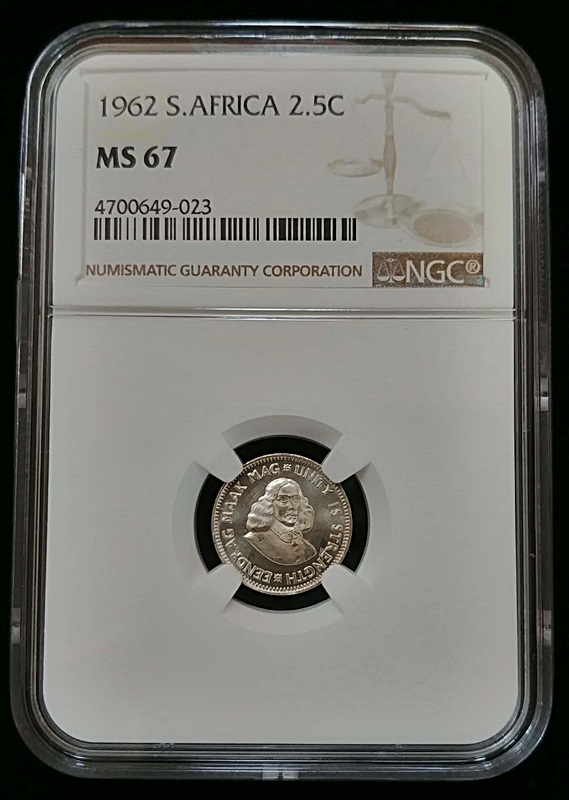 1962 S.AFRICA 2.5C
MS 67
4700649-023
NUMISMATIC GUARANTY CORPORATION
NGC®
EENDRAG MAAK MAG * UNITY IS STRENGTH *